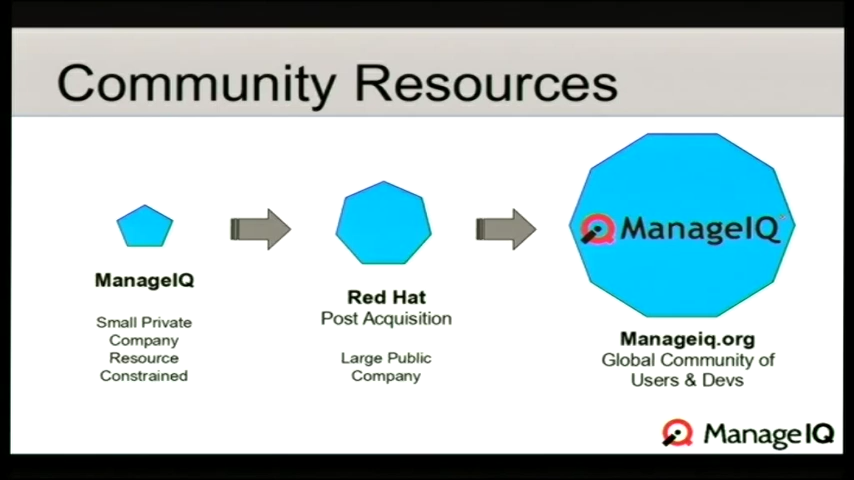 Community Resources
ManageIQ
Small Private
Company
Resource
Constrained
Red Hat
Post Acquisition
Large Public
Company
ManageIQ
Manageiq.org
Global Community of
Users & Devs
ManageIQ